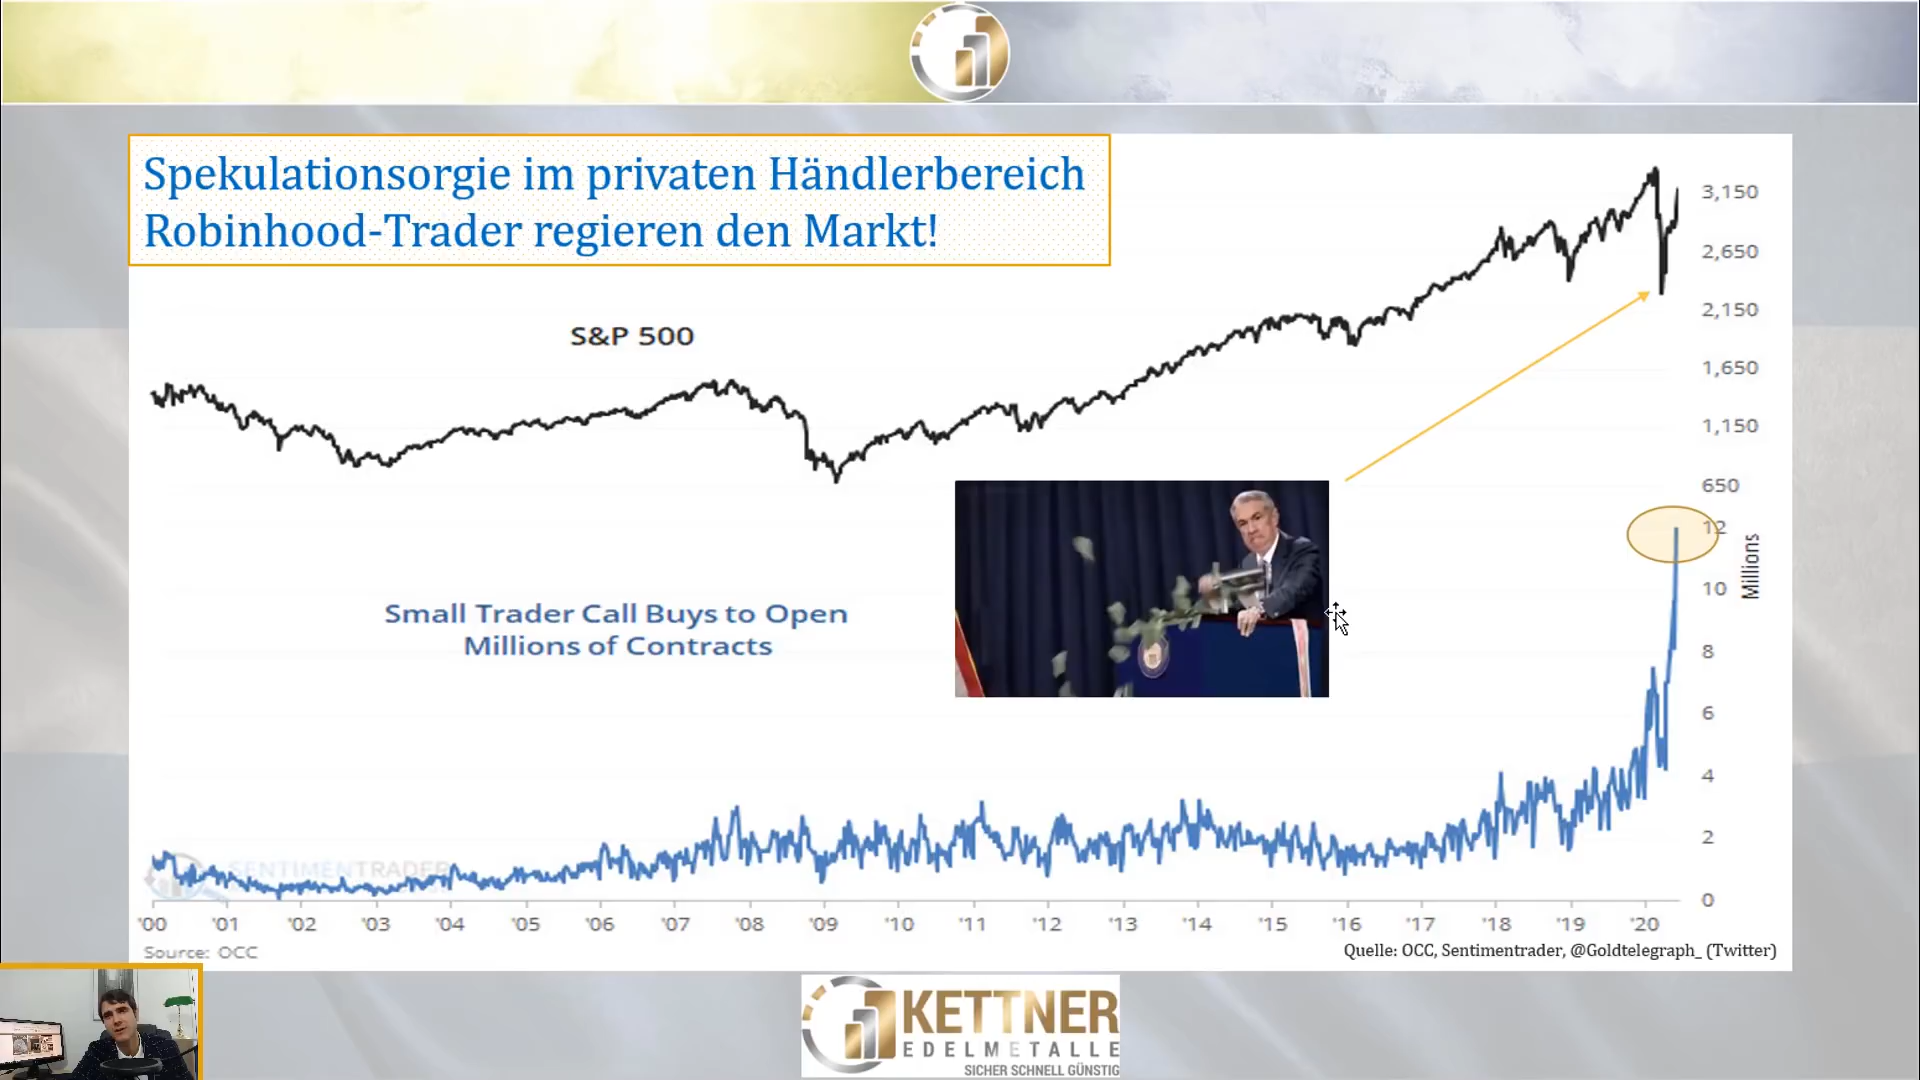 Spekulationsorgie im privaten Händlerbereich
Robinhood-Trader regieren den Markt!
S&P 500
3,150
2,650
2,150
1,650
1,150
650
12
10
8
6
4
2
0
Millions
Small Trader Call Buys to Open
Millions of Contracts
SENTIMENTRADER
'00 '01 '02 '03 '04 '05 '06 '07 '08 '09 '10 '11 '12 '13 '14 '15 '16 '17 '18 '19 '20
Source: OCC
Quelle: OCC, Sentimentrader, @Goldtelegraph_ (Twitter)
KETTNER
EDELMETALLE
SICHER SCHNELL GÜNSTIG